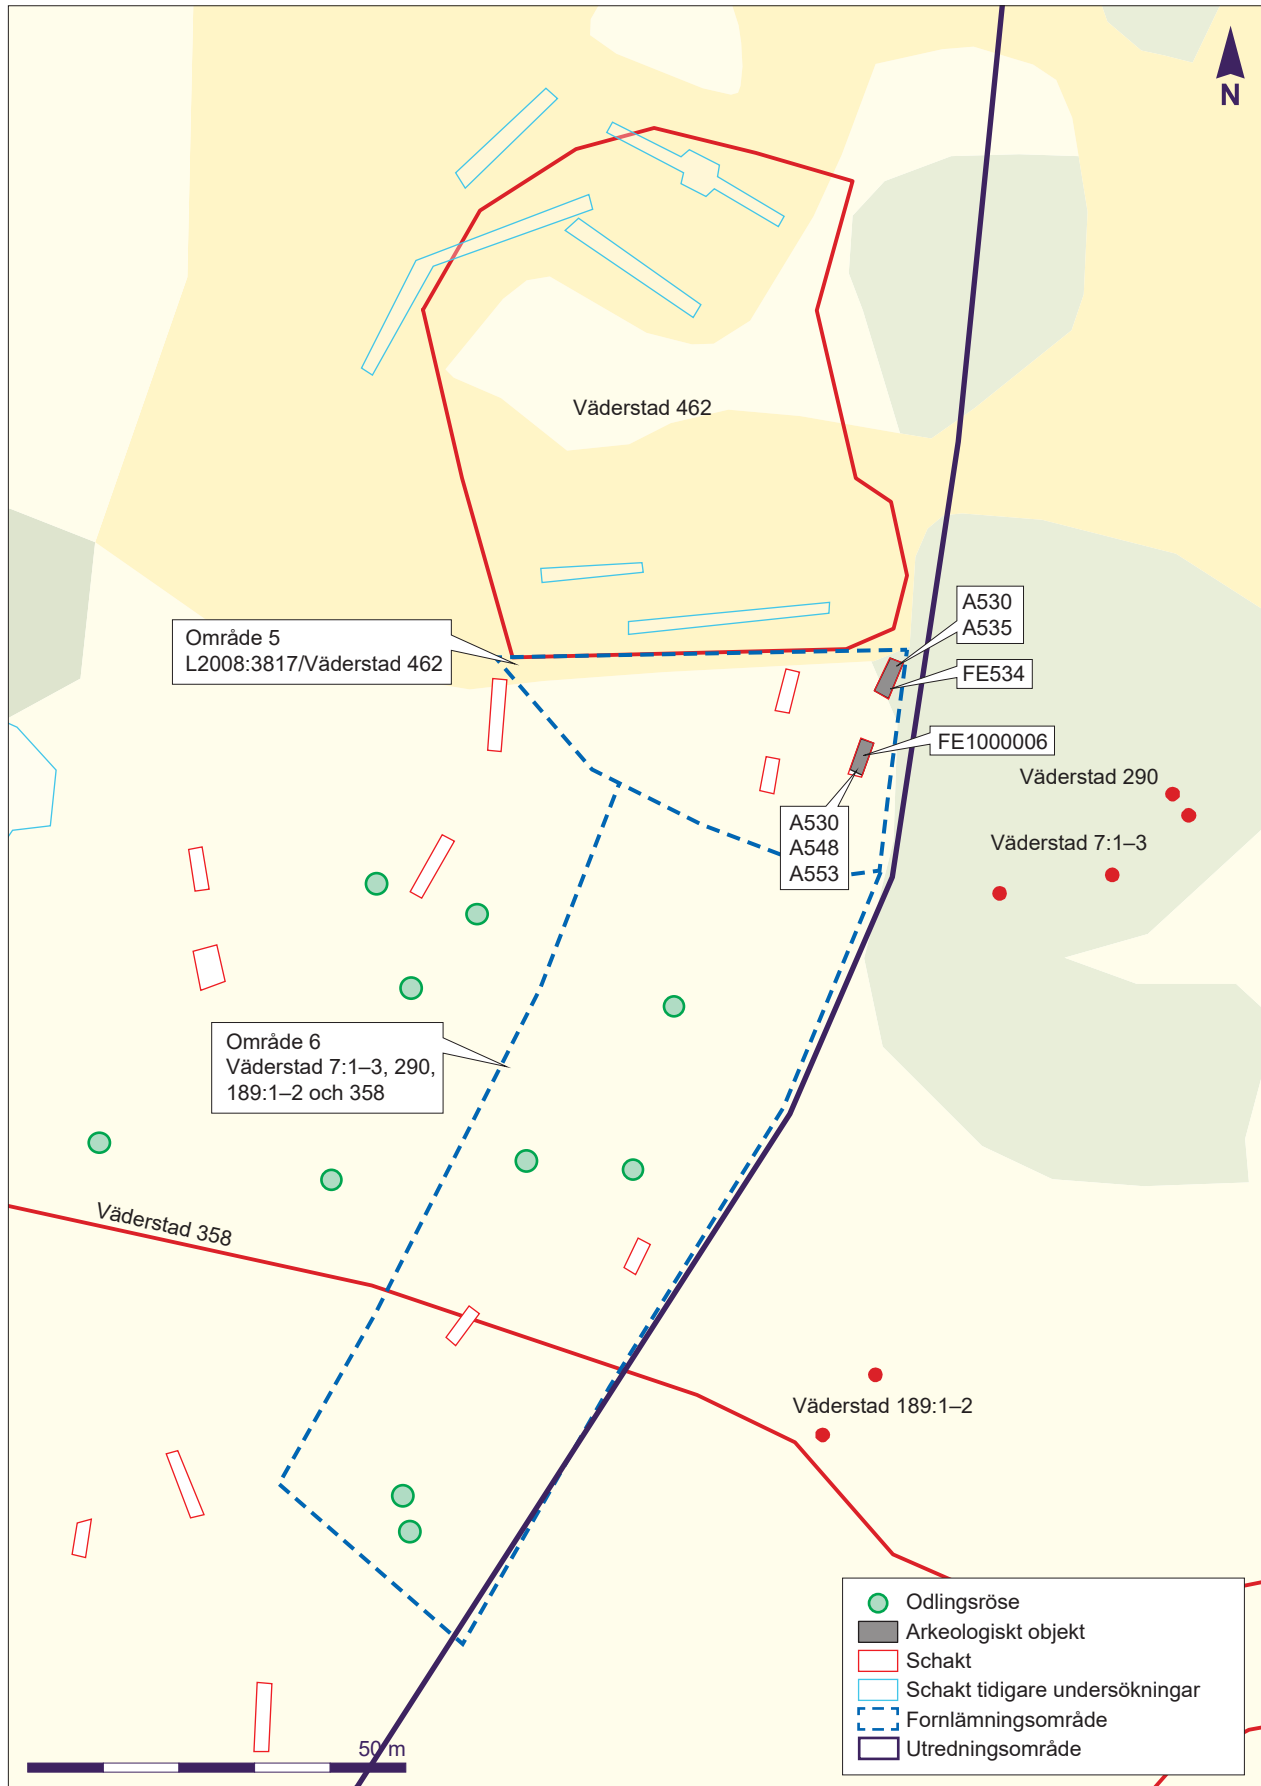 N
Väderstad 462
Område 5
L2008:3817/Väderstad 462
A530
A535
FE534
FE1000006
Väderstad 290
A530
A548
A553
Väderstad 7:1–3
Område 6
Väderstad 7:1–3, 290,
189:1–2 och 358
Väderstad 358
Väderstad 189:1–2
Odlingsröse
Arkeologiskt objekt
Schakt
Schakt tidigare undersökningar
Fornlämningsområde
Utredningsområde
50 m